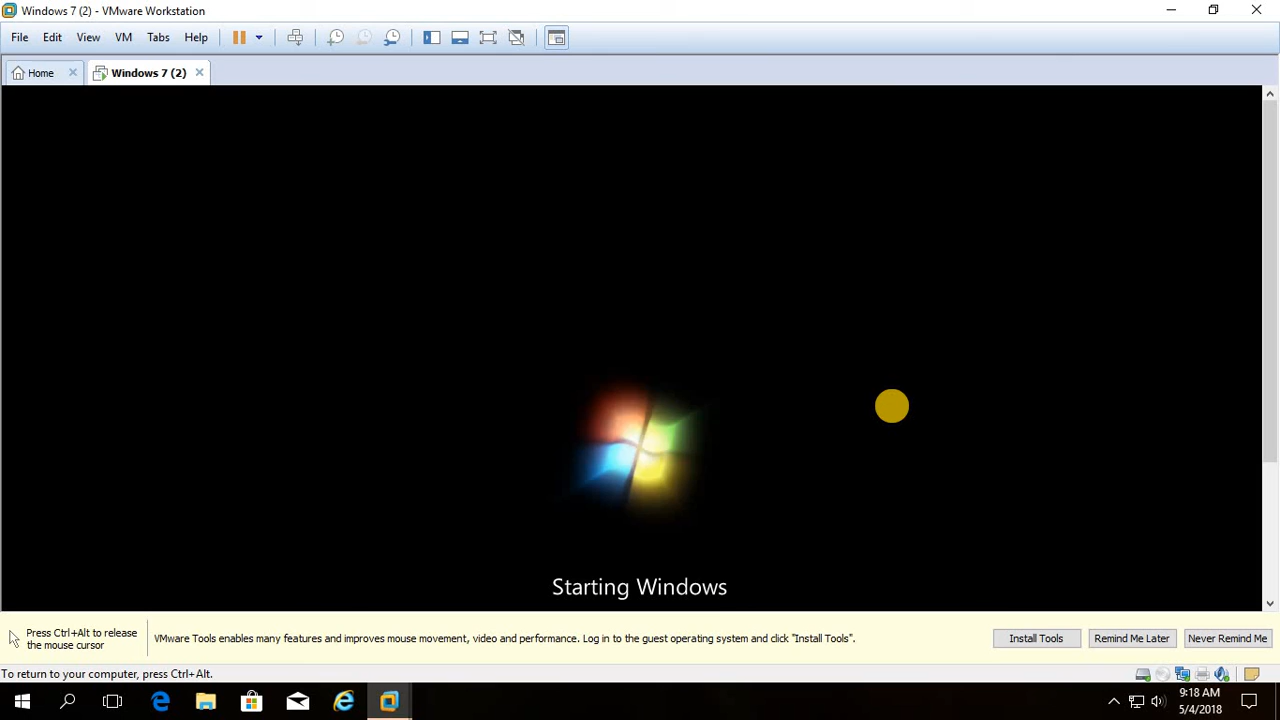 Windows 7 (2) - VMware Workstation
File Edit View VM Tabs Help
Home Windows 7 (2)
Starting Windows
Press Ctrl+Alt to release
the mouse cursor
VMware Tools enables many features and improves mouse movement, video and performance. Log in to the guest operating system and click "Install Tools".
Install Tools Remind Me Later Never Remind Me
To return to your computer, press Ctrl+Alt.
9:18 AM
5/4/2018